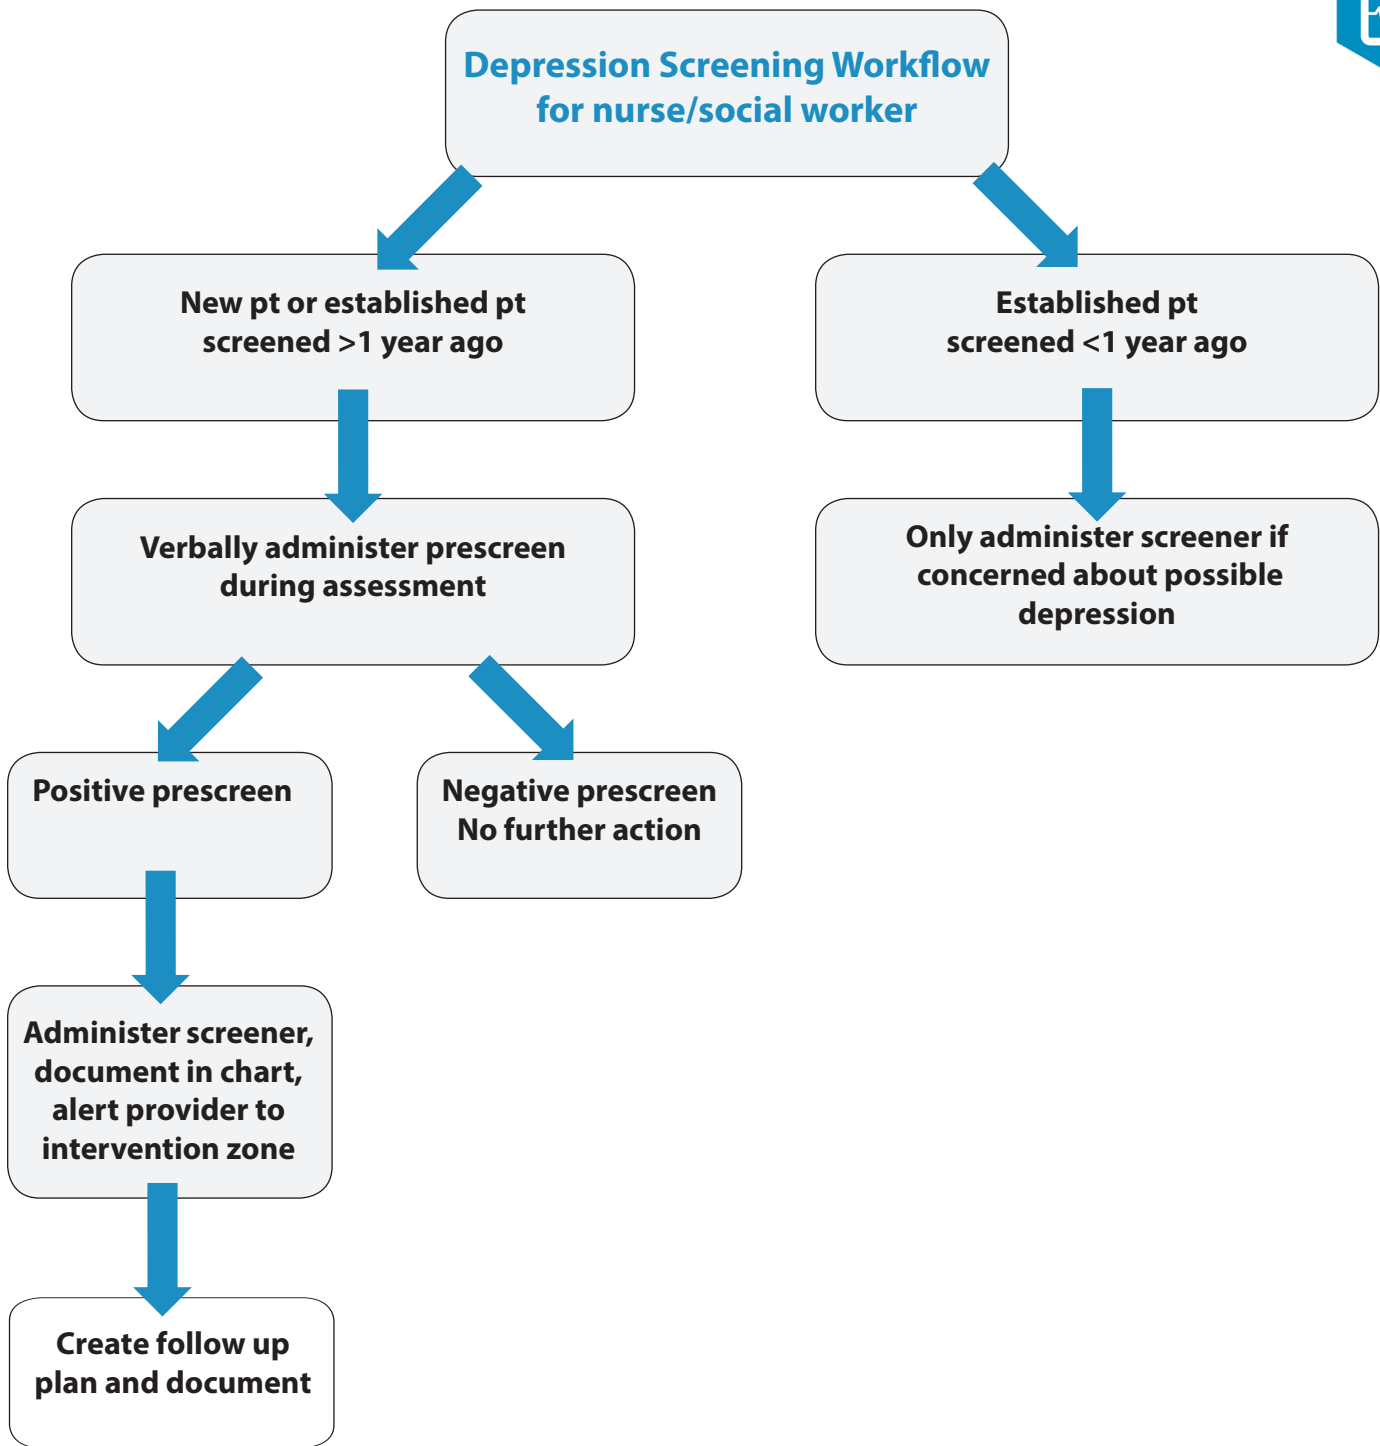 Depression Screening Workflow
for nurse/social worker
New pt or established pt
screened >1 year ago
Established pt
screened <1 year ago
Verbally administer prescreen
during assessment
Only administer screener if
concerned about possible
depression
Positive prescreen
Negative prescreen
No further action
Administer screener,
document in chart,
alert provider to
intervention zone
Create follow up
plan and document